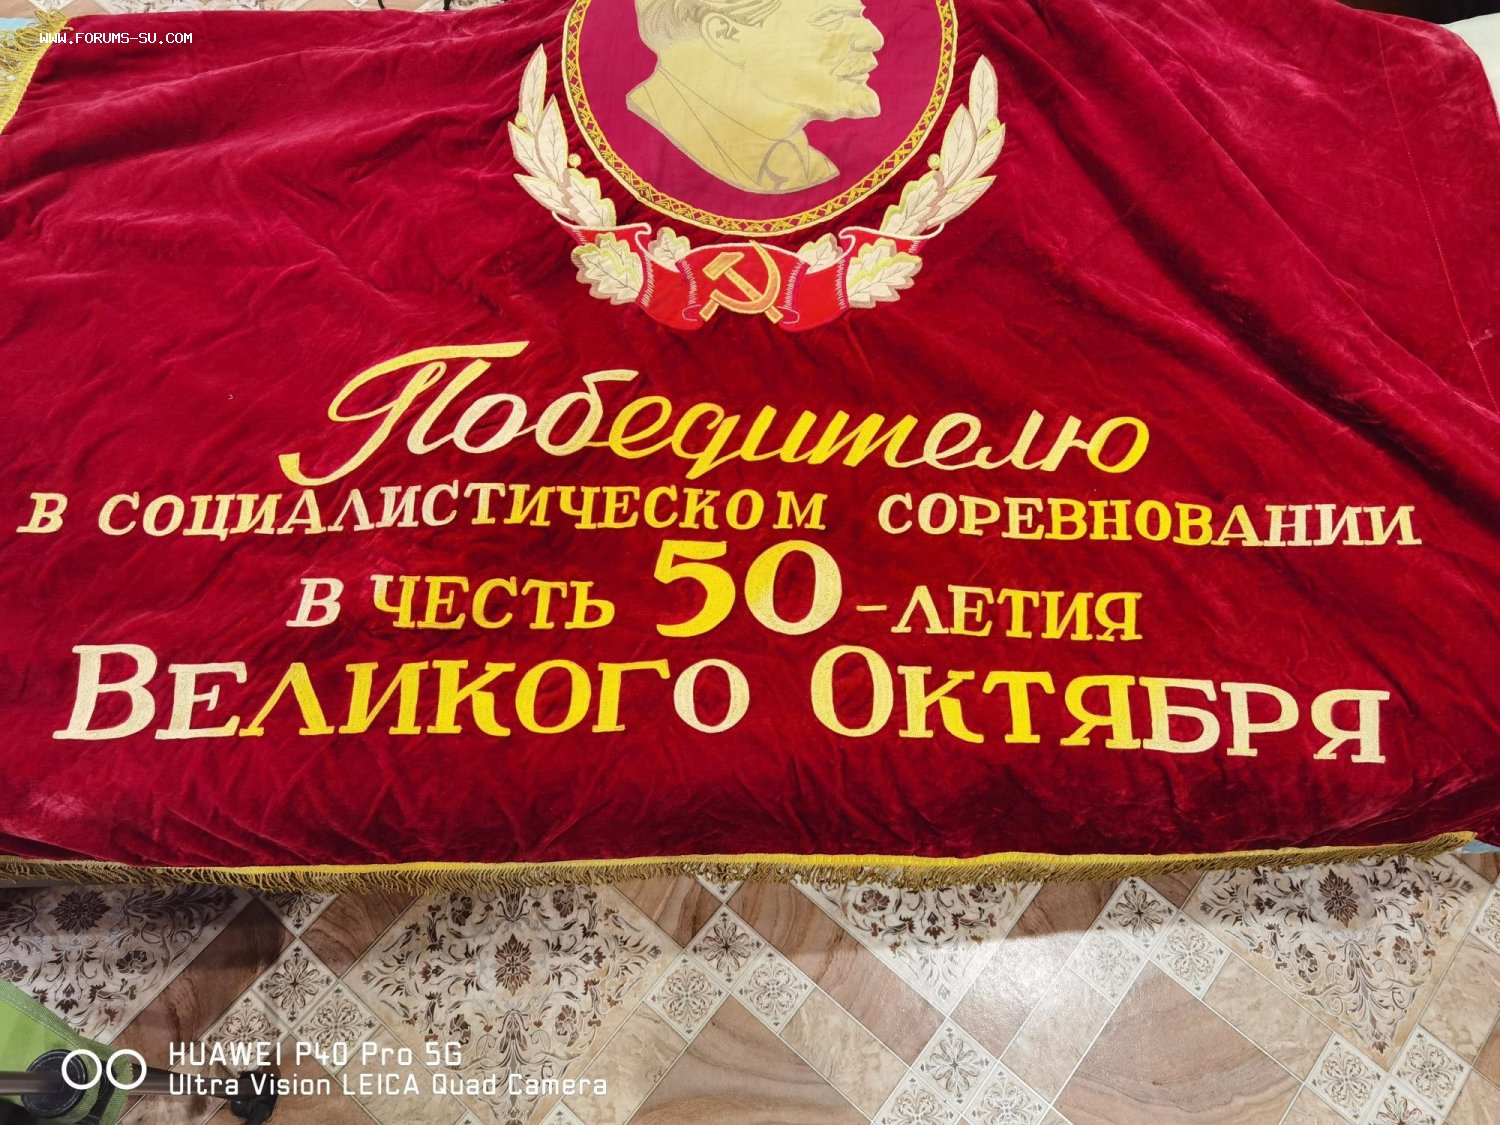 WWW.FORUMS-SU.COM
Победителю
В СОЦИАЛИСТИЧЕСКОМ СОРЕВНОВАНИИ
В ЧЕСТЬ 50-ЛЕТИЯ
ВЕЛИКОГО ОКТЯБРЯ
HUAWEI P40 Pro 5G
Ultra Vision LEICA Quad Camera